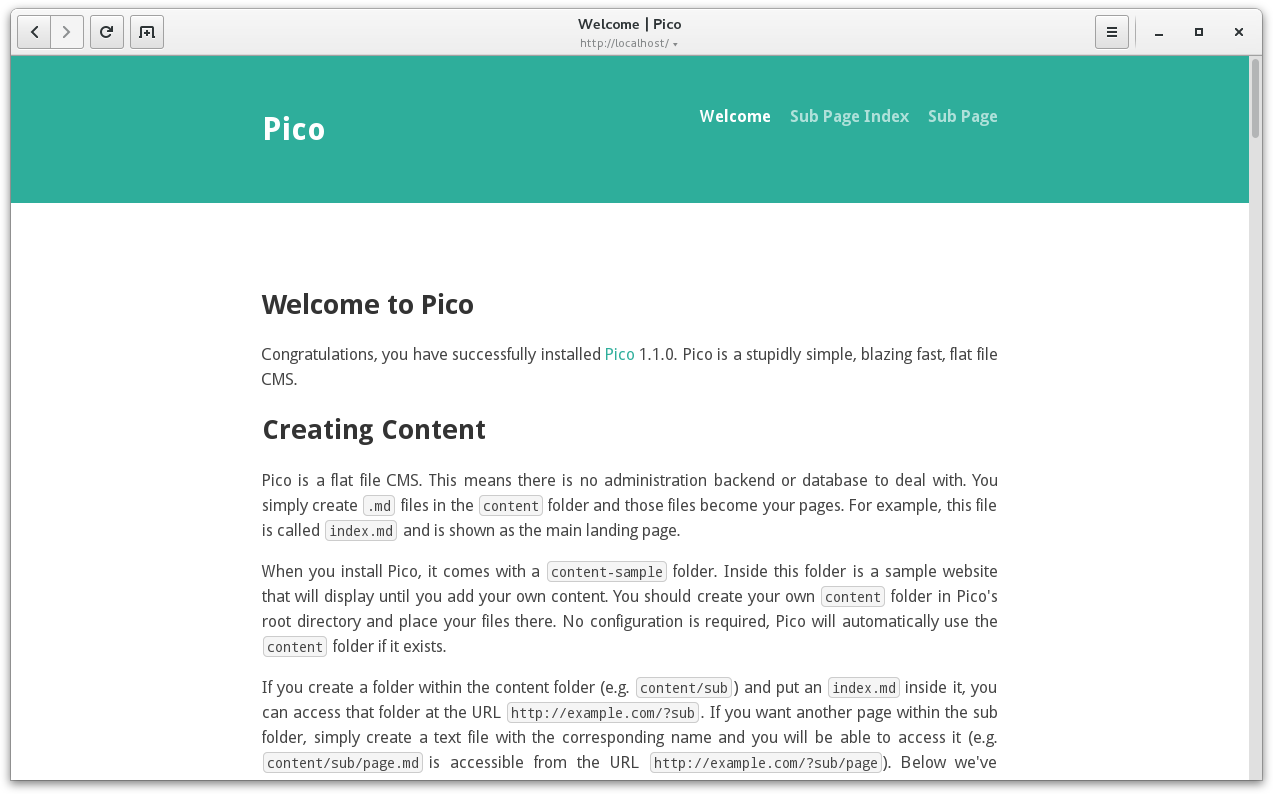 Welcome | Pico
http://localhost/
Pico
Welcome Sub Page Index Sub Page
Welcome to Pico
Congratulations, you have successfully installed Pico 1.1.0. Pico is a stupidly simple, blazing fast, flat file
CMS.
Creating Content
Pico is a flat file CMS. This means there is no administration backend or database to deal with. You
simply create .md files in the content folder and those files become your pages. For example, this file
is called index.md and is shown as the main landing page.
When you install Pico, it comes with a content-sample folder. Inside this folder is a sample website
that will display until you add your own content. You should create your own content folder in Pico's
root directory and place your files there. No configuration is required, Pico will automatically use the
content folder if it exists.
If you create a folder within the content folder (e.g. content/sub) and put an index.md inside it, you
can access that folder at the URL http://example.com/?sub. If you want another page within the sub
folder, simply create a text file with the corresponding name and you will be able to access it (e.g.
content/sub/page.md is accessible from the URL http://example.com/?sub/page). Below we've